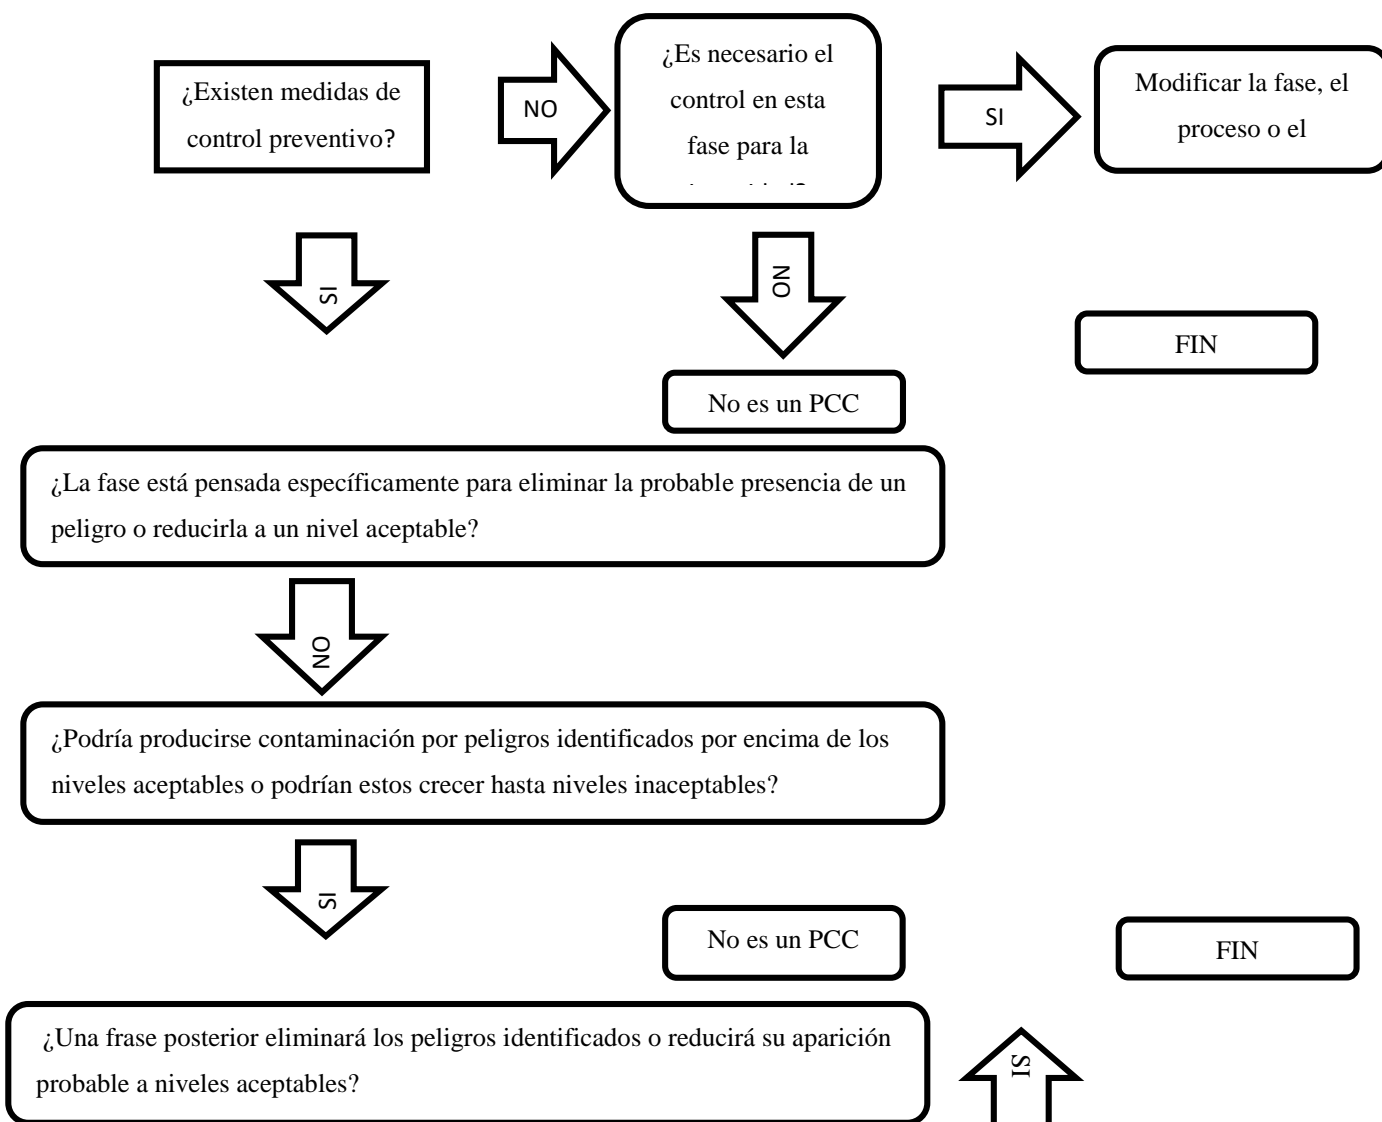 ¿Existen medidas de
control preventivo?
NO
¿Es necesario el
control en esta
fase para la
SI
Modificar la fase, el
proceso o el
SI
NO
FIN
No es un PCC
¿La fase está pensada específicamente para eliminar la probable presencia de un
peligro o reducirla a un nivel aceptable?
NO
¿Podría producirse contaminación por peligros identificados por encima de los
niveles aceptables o podrían estos crecer hasta niveles inaceptables?
SI
No es un PCC
FIN
¿Una frase posterior eliminará los peligros identificados o reducirá su aparición
probable a niveles aceptables?
SI